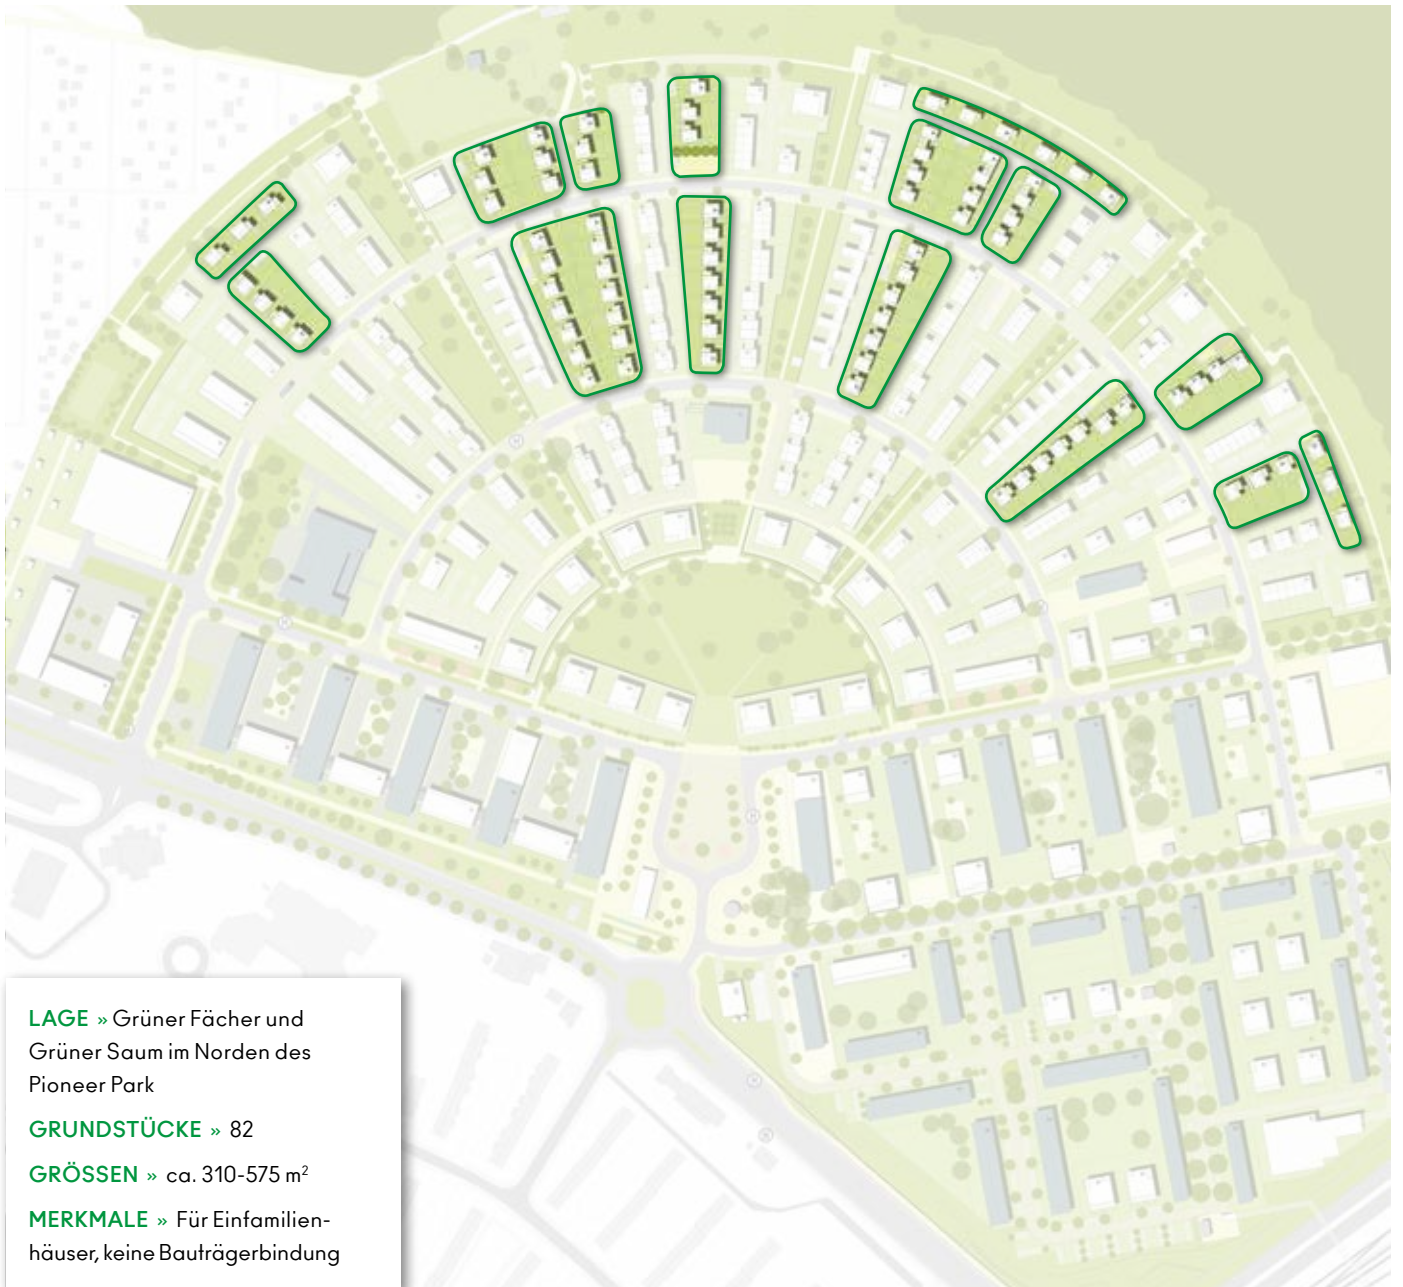 LAGE » Grüner Fächer und
Grüner Saum im Norden des
Pioneer Park
GRUNDSTÜCKE » 82
GRÖSSEN » ca. 310-575 m²
MERKMALE » Für Einfamilien-
häuser, keine Bauträgerbindung